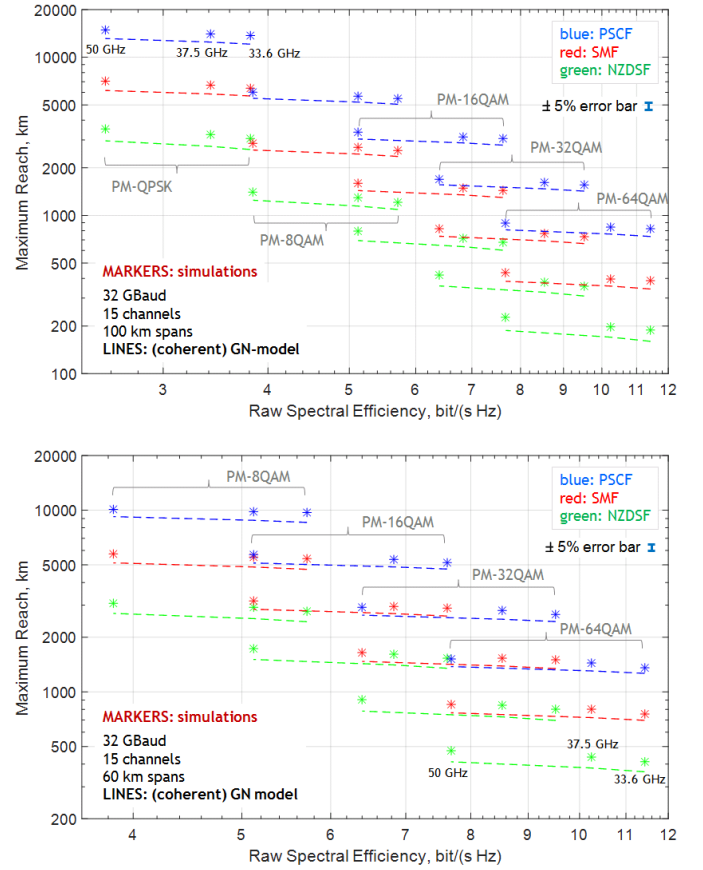 20000
10000
5000
2000
1000
500
200
100
Maximum Reach, km
blue: PSCF
red: SMF
green: NZDSF
± 5% error bar
50 GHz
37.5 GHz
33.6 GHz
PM-16QAM
PM-32QAM
PM-QPSK
PM-64QAM
PM-8QAM
MARKERS: simulations
32 GBaud
15 channels
100 km spans
LINES: (coherent) GN-model
3 4 5 6 7 8 9 10 11 12
Raw Spectral Efficiency, bit/(s Hz)
20000
10000
5000
2000
1000
500
200
Maximum Reach, km
PM-8QAM
blue: PSCF
red: SMF
green: NZDSF
PM-16QAM
± 5% error bar
PM-32QAM
PM-64QAM
MARKERS: simulations
32 GBaud
15 channels
60 km spans
LINES: (coherent) GN model
37.5 GHz
50 GHz
33.6 GHz
4 5 6 7 8 9 10 11 12
Raw Spectral Efficiency, bit/(s Hz)